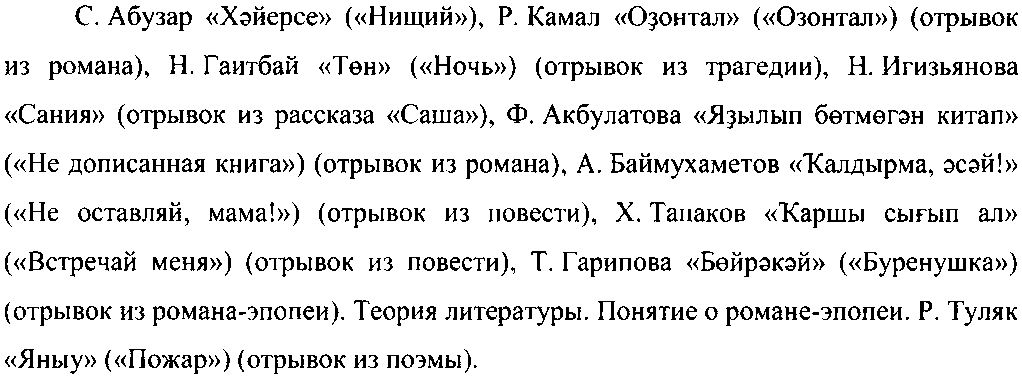 С. Абузар «Хәйерсе» («Нищий»), Р. Камал «Оҙонтал» («Озонтал») (отрывок
из романа), Н. Гаитбай «Төн» («Ночь») (отрывок из трагедии), Н. Игизьянова
«Сания» (отрывок из рассказа «Саша»), Ф. Акбулатова «Яҙылып бөтмөгән китап»
(«Не дописанная книга») (отрывок из романа), А. Баймухаметов «Ҡалдырма, әсәй!»
(«Не оставляй, мама!») (отрывок из повести), Х. Тапаков «Ҡаршы сығып ал»
(«Встречай меня») (отрывок из повести), Т. Гарипова «Бөйрәкәй» («Буренушка»)
(отрывок из романа-эпопеи). Теория литературы. Понятие о романе-эпопеи. Р. Туляк
«Яныу» («Пожар») (отрывок из поэмы).